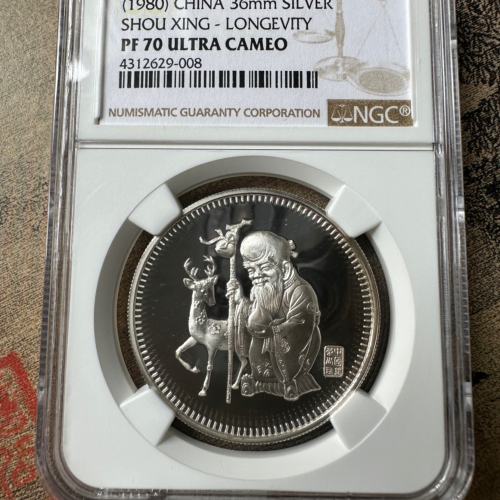 (1980) CHINA 36mm SILVER
SHOU XING - LONGEVITY
PF 70 ULTRA CAMEO
4312629-008
NUMISMATIC GUARANTY CORPORATION
NGC®